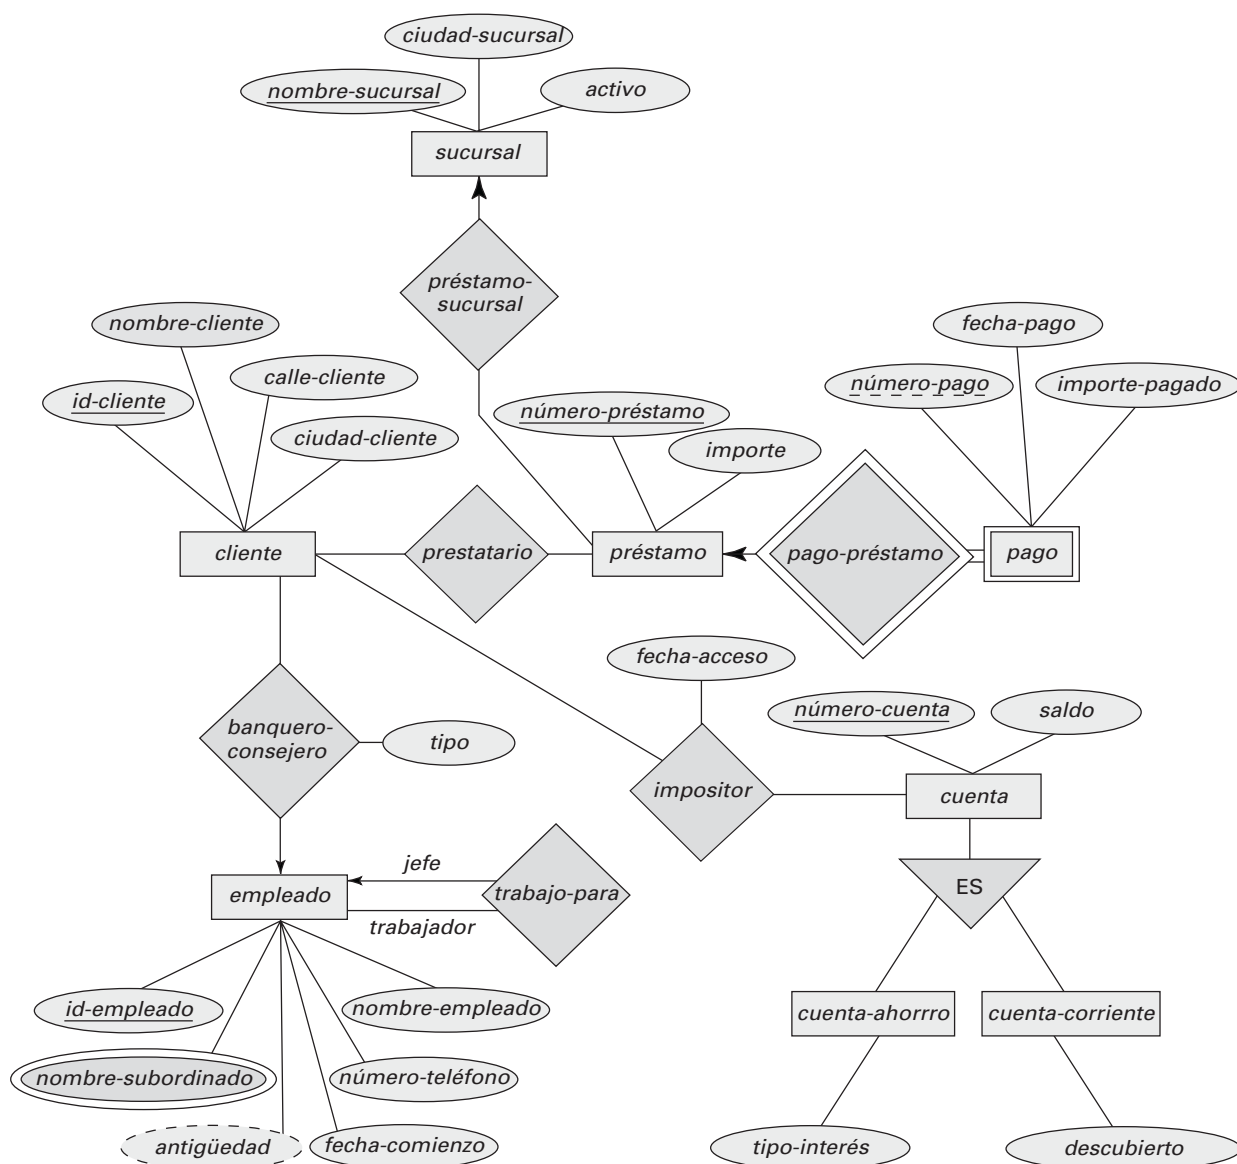 ciudad-sucursal
nombre-sucursal
activo
sucursal
préstamo-
sucursal
nombre-cliente
fecha-pago
calle-cliente
número-pago
importe-pagado
id-cliente
número-préstamo
ciudad-cliente
importe
cliente
prestatario
préstamo
pago-préstamo
pago
fecha-acceso
número-cuenta
saldo
banquero-
consejero
tipo
impositor
cuenta
jefe
empleado
trabajo-para
trabajador
ES
id-empleado
nombre-empleado
cuenta-ahorrro
cuenta-corriente
nombre-subordinado
número-teléfono
antigüedad
fecha-comienzo
tipo-interés
descubierto